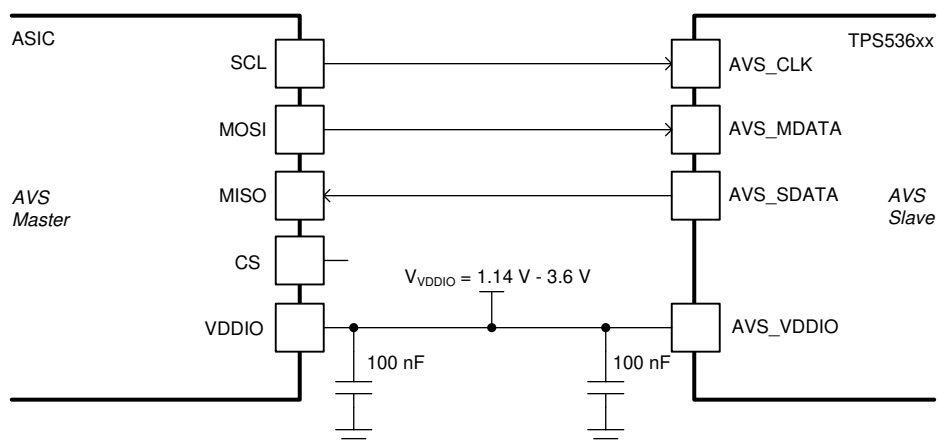 ASIC
TPS536xx
SCL
AVS_CLK
MOSI
AVS_MDATA
AVS
Master
MISO
AVS_SDATA
AVS
Slave
CS
VVDDIO = 1.14 V - 3.6 V
VDDIO
AVS_VDDIO
100 nF
100 nF